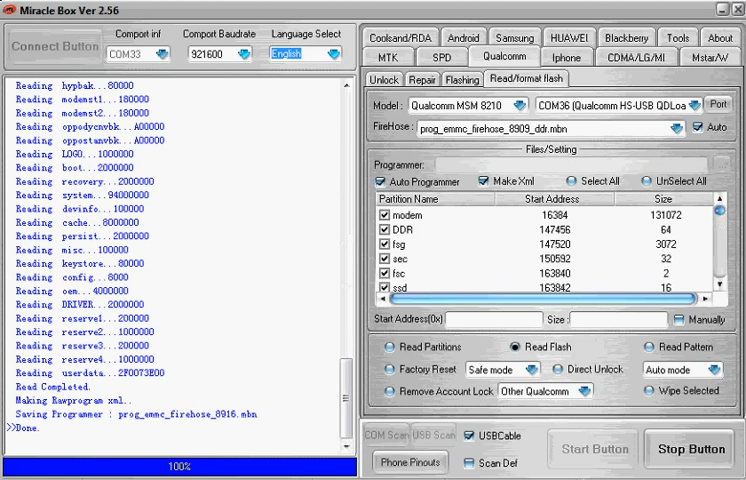 Miracle Box Ver 2.56
Connect Button
Comport inf
COM33
Comport Baudrate
921600
Language Select
English
Reading hypbak...80000
Reading modemst1...180000
Reading modemst2...180000
Reading oppodycnvbk...A00000
Reading oppostanvbk...A00000
Reading LOGO...1000000
Reading boot...2000000
Reading recovery...2000000
Reading system...94000000
Reading devinfo...100000
Reading cache...8000000
Reading persist...2000000
Reading misc...100000
Reading keystore...80000
Reading config...8000
Reading oem...4000000
Reading DRIVER...2000000
Reading reserve1...200000
Reading reserve2...1000000
Reading reserve3...200000
Reading reserve4...1000000
Reading userdata...2F0073E00
Read Completed.
Making Rawprogram xml..
Saving Programmer : prog_emmc_firehose_8916.mbn
>>Done.
100%
Coolsand/RDA Android Samsung HUAWEI Blackberry Tools About
MTK SPD Qualcomm Iphone CDMA/LG/MI Mstar/W
Unlock Repair Flashing Read/format flash
Model : Qualcomm MSM 8210 COM36 (Qualcomm HS-USB QDLoa Port
FireHose : prog_emmc_firehose_8909_ddr.mbn Auto
Files/Setting
Programmer:
Auto Programmer Make Xml Select All UnSelect All
Partition Name Start Address Size
modem 16384 131072
DDR 147456 64
fsg 147520 3072
sec 150592 32
fsc 163840 2
ssd 163842 16
Start Address(0x) Size : Manually
Read Partitions Read Flash Read Pattern
Factory Reset Safe mode Direct Unlock Auto mode
Remove Account Lock Other Qualcomm Wipe Selected
COM Scan USB Scan USBCable
Phone Pinouts Scan Def
Start Button Stop Button